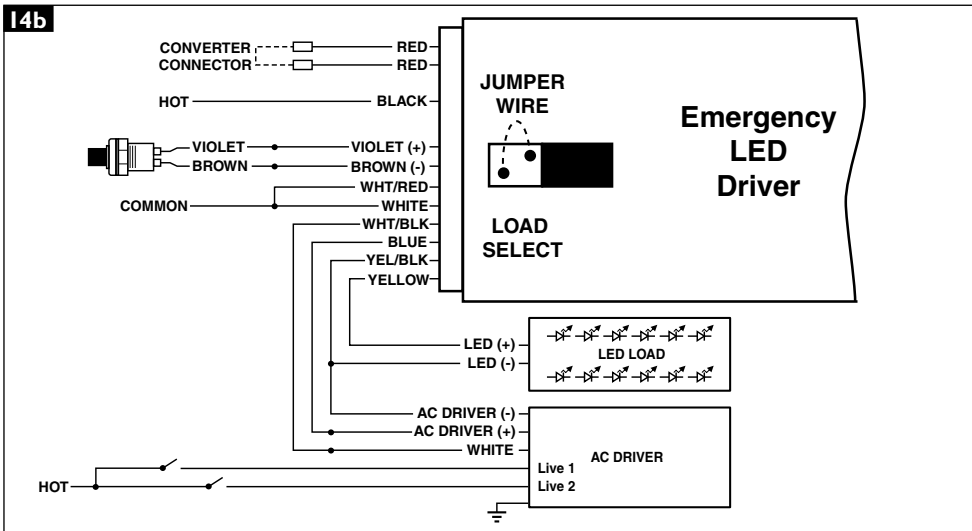 14b
CONVERTER
CONNECTOR
RED
RED
HOT
BLACK
VIOLET
VIOLET (+)
BROWN
BROWN (-)
WHT/RED
COMMON
WHITE
WHT/BLK
BLUE
YEL/BLK
YELLOW
JUMPER
WIRE
LOAD
SELECT
Emergency
LED
Driver
LED (+)
LED (-)
LED LOAD
AC DRIVER (-)
AC DRIVER (+)
WHITE
AC DRIVER
Live 1
Live 2
HOT